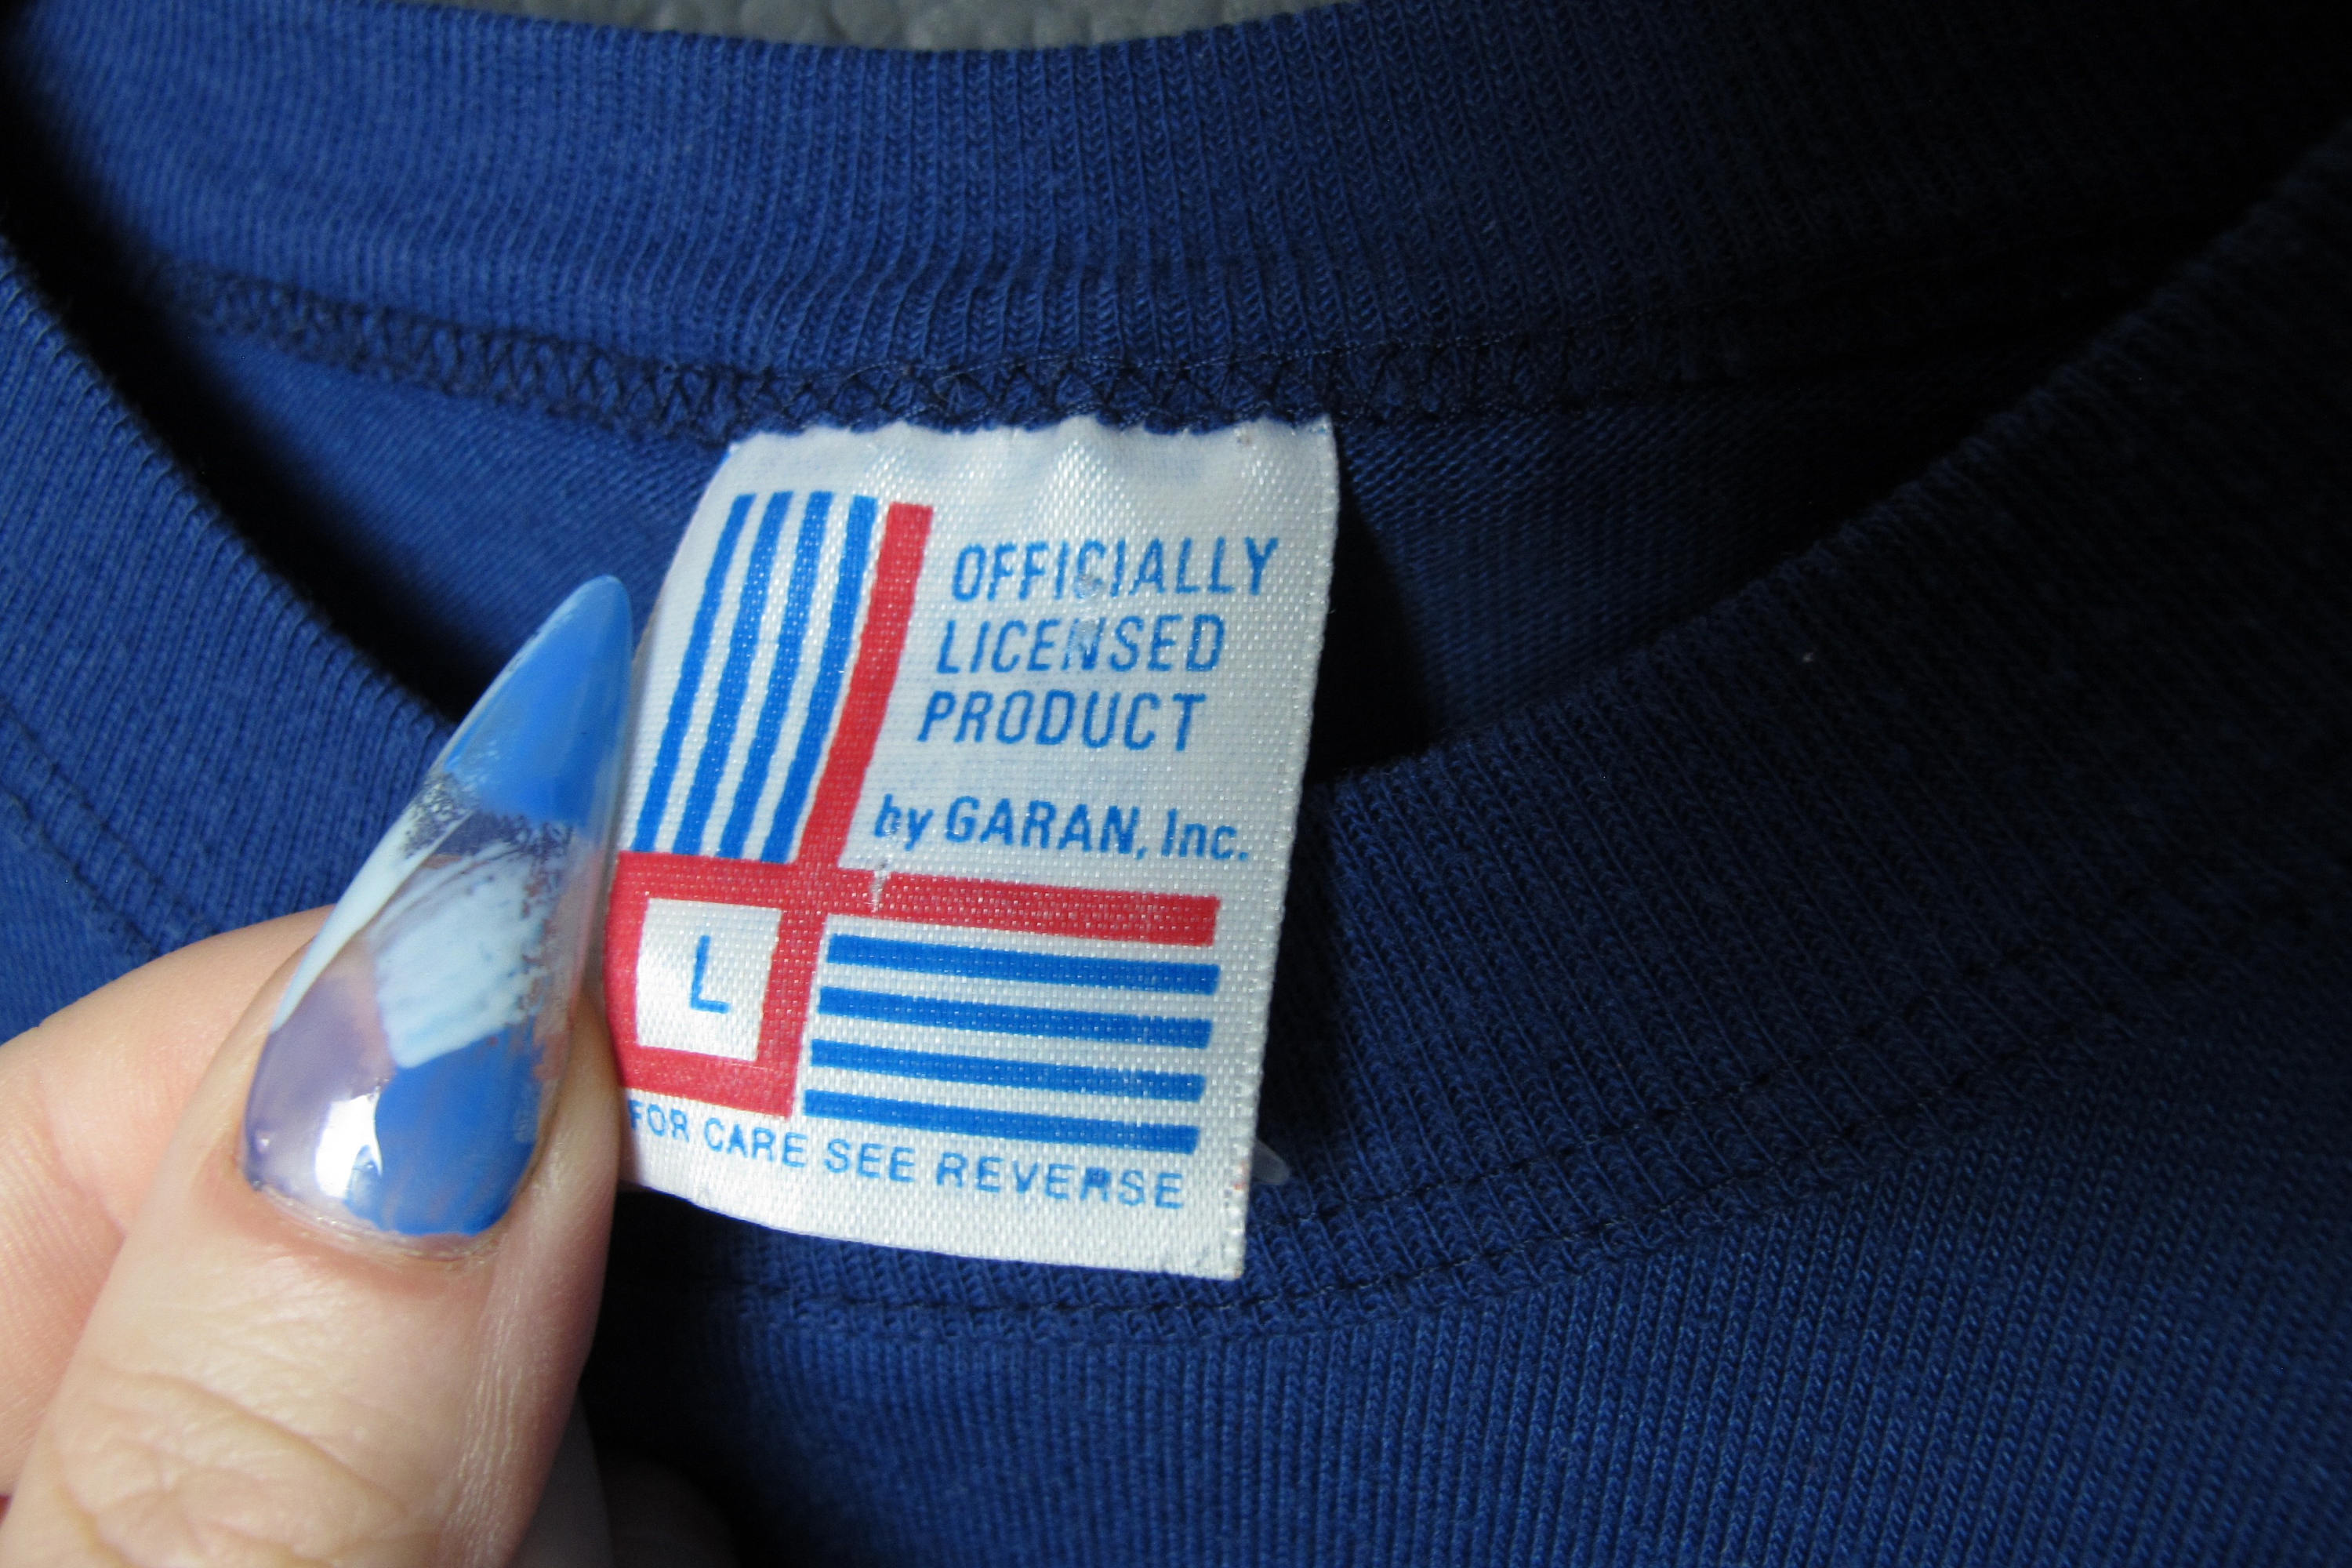 OFFICIALLY
LICENSED
PRODUCT
by GARAN, Inc.
L
FOR CARE SEE REVERSE